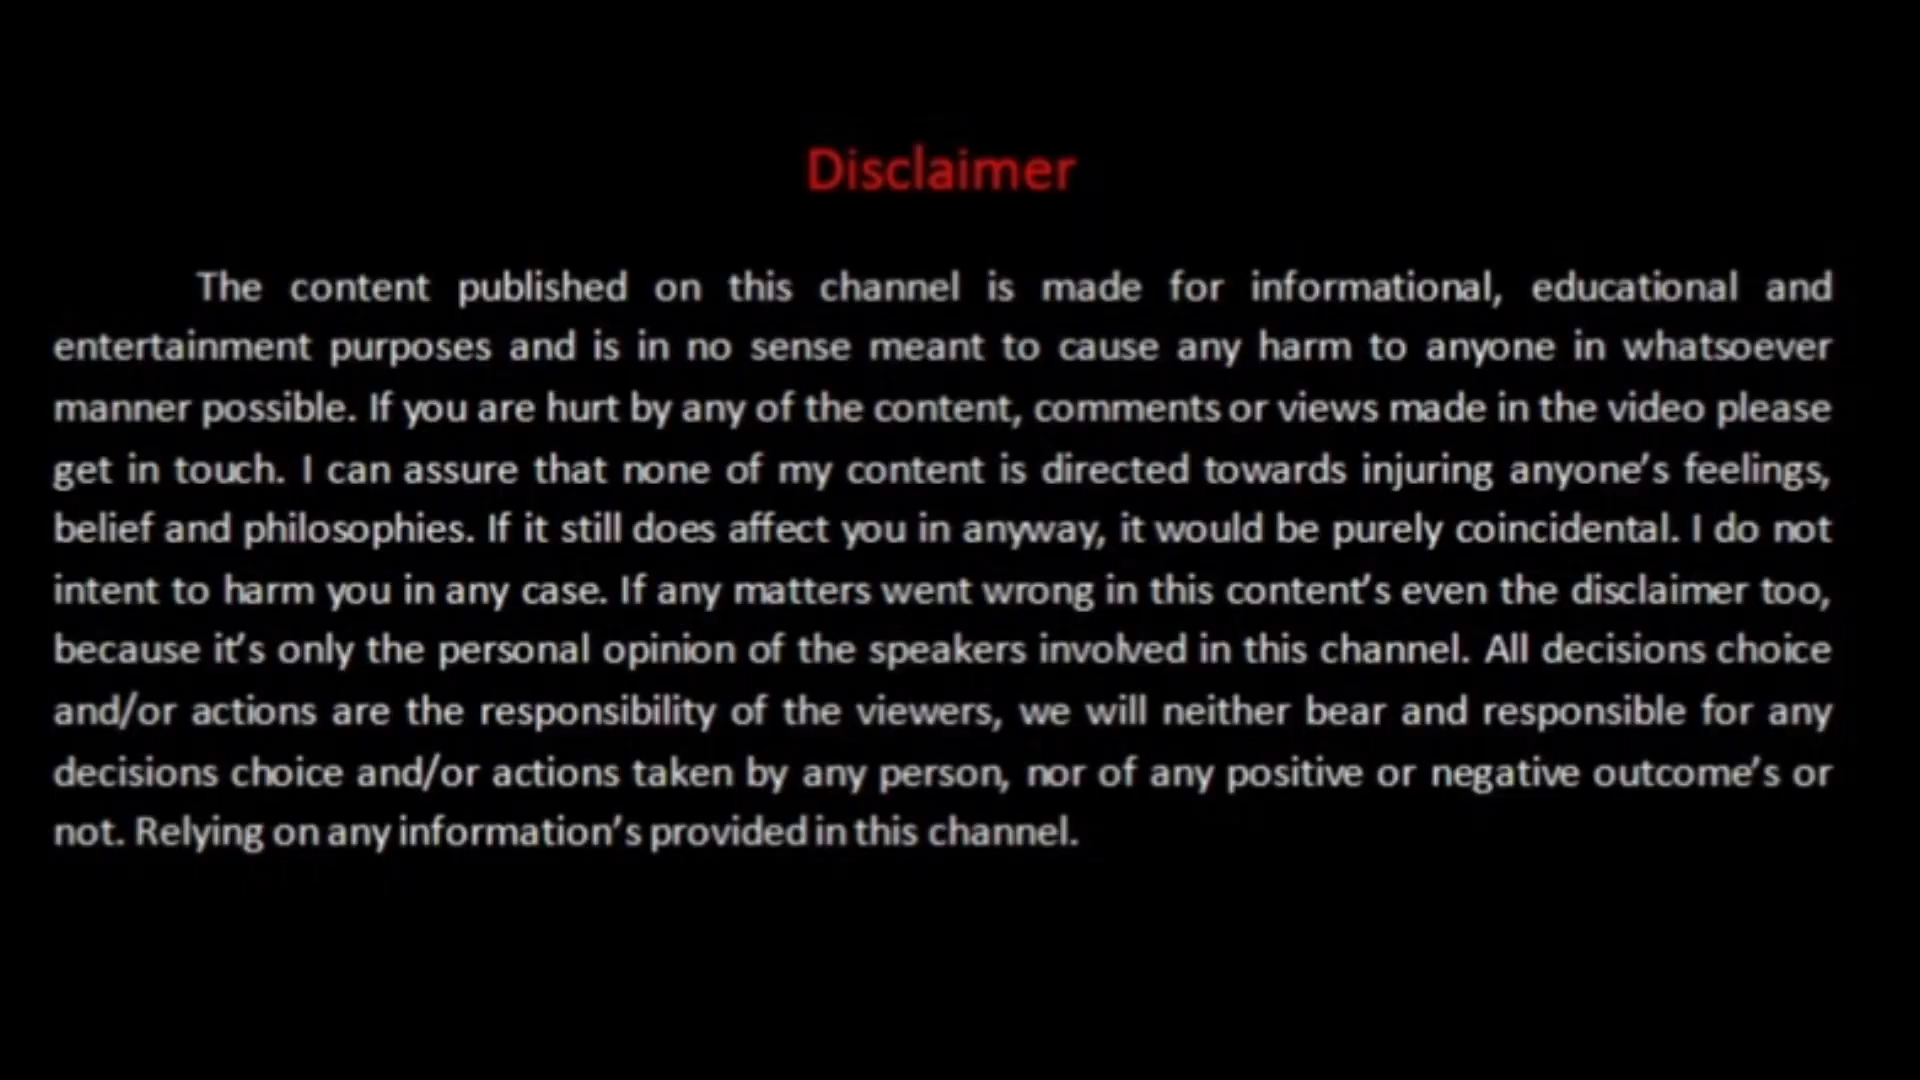 Disclaimer
The content published on this channel is made for informational, educational and
entertainment purposes and is in no sense meant to cause any harm to anyone in whatsoever
manner possible. If you are hurt by any of the content, comments or views made in the video please
get in touch. I can assure that none of my content is directed towards injuring anyone’s feelings,
belief and philosophies. If it still does affect you in anyway, it would be purely coincidental. I do not
intent to harm you in any case. If any matters went wrong in this content’s even the disclaimer too,
because it’s only the personal opinion of the speakers involved in this channel. All decisions choice
and/or actions are the responsibility of the viewers, we will neither bear and responsible for any
decisions choice and/or actions taken by any person, nor of any positive or negative outcome’s or
not. Relying on any information’s provided in this channel.